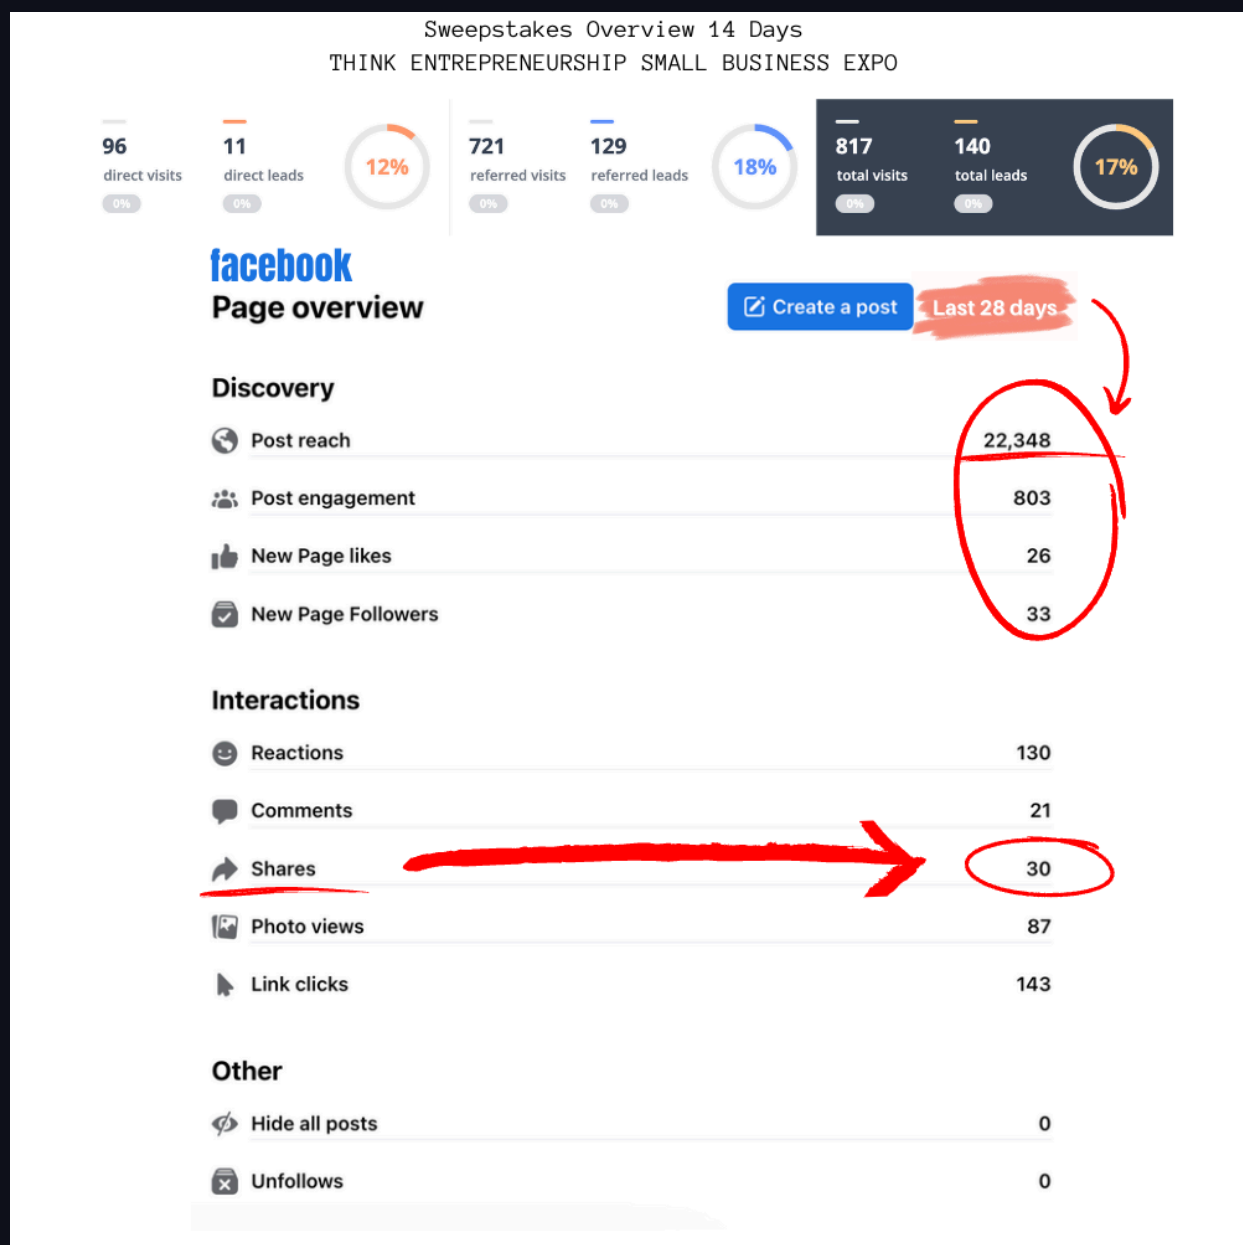 Sweepstakes Overview 14 Days
THINK ENTREPRENEURSHIP SMALL BUSINESS EXPO
96 11 12% 721 129 18% 817 140 17%
direct visits direct leads referred visits referred leads total visits total leads
0% 0% 0% 0% 0% 0%
facebook
Page overview Create a post Last 28 days
Discovery
Post reach 22,348
Post engagement 803
New Page likes 26
New Page Followers 33
Interactions
Reactions 130
Comments 21
Shares 30
Photo views 87
Link clicks 143
Other
Hide all posts 0
Unfollows 0